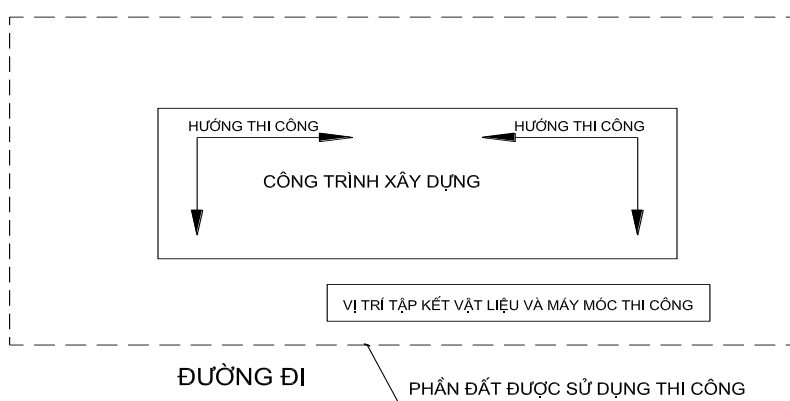 HƯỚNG THI CÔNG
HƯỚNG THI CÔNG
CÔNG TRÌNH XÂY DỰNG
VỊ TRÍ TẬP KẾT VẬT LIỆU VÀ MÁY MÓC THI CÔNG
ĐƯỜNG ĐI
PHẦN ĐẤT ĐƯỢC SỬ DỤNG THI CÔNG